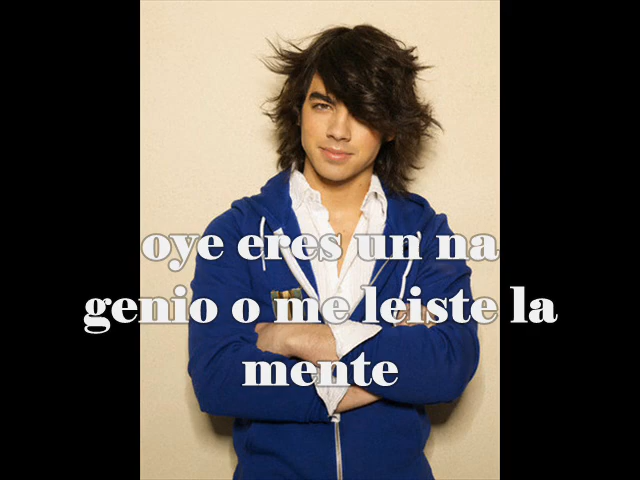 oye eres un na
genio o me leiste la
mente